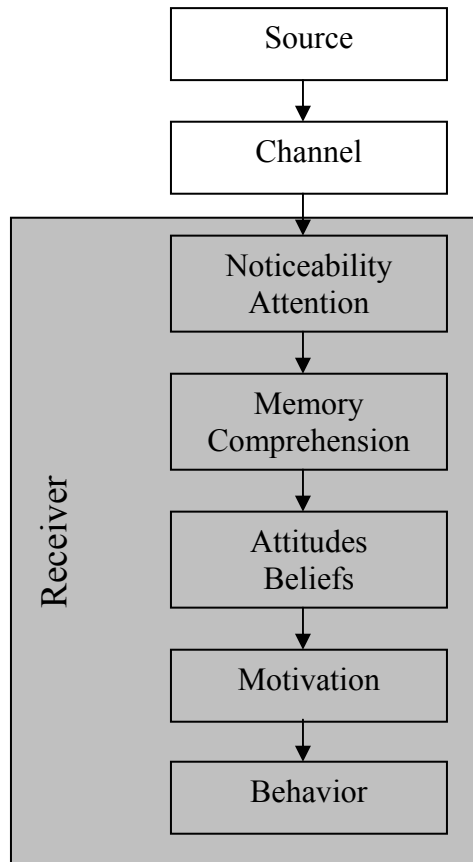 Source
Channel
Noticeability
Attention
Memory
Comprehension
Attitudes
Beliefs
Motivation
Behavior
Receiver